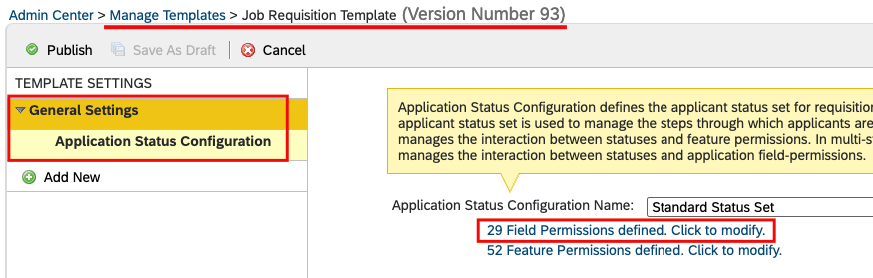 Admin Center > Manage Templates > Job Requisition Template (Version Number 93)
Publish Save As Draft Cancel
TEMPLATE SETTINGS
General Settings
Application Status Configuration
Add New
Application Status Configuration defines the applicant status set for requisition
applicant status set is used to manage the steps through which applicants are
manages the interaction between statuses and feature permissions. In multi-s
manages the interaction between statuses and application field-permissions.
Application Status Configuration Name: Standard Status Set
29 Field Permissions defined. Click to modify.
52 Feature Permissions defined. Click to modify.